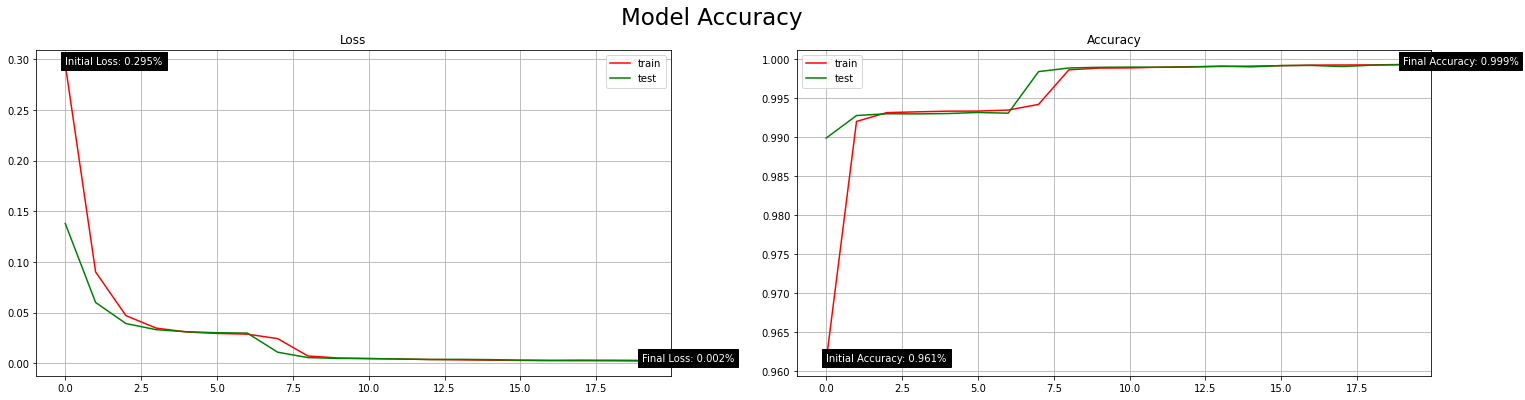 Model Accuracy
Loss
Initial Loss: 0.295%
train
test
0.30
0.25
0.20
0.15
0.10
0.05
0.00
Final Loss: 0.002%
0.0
2.5
5.0
7.5
10.0
12.5
15.0
17.5
Accuracy
train
test
Final Accuracy: 0.999%
1.000
0.995
0.990
0.985
0.980
0.975
0.970
0.965
0.960
Initial Accuracy: 0.961%
0.0
2.5
5.0
7.5
10.0
12.5
15.0
17.5